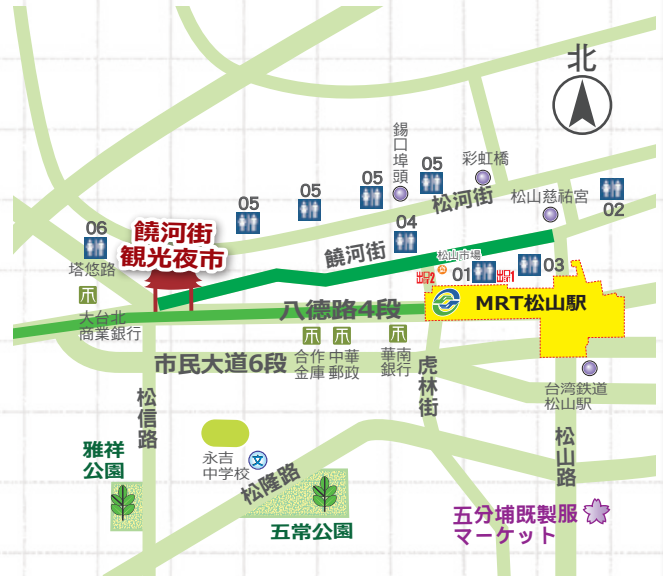 北
錫口埠頭
彩虹橋
05
05
05
05
松河街
松山慈祐宮
02
06
塔悠路
饒河街
観光夜市
饒河街
04
松山市場
出口2
01
出口1
03
大台北
商業銀行
八德路4段
MRT松山駅
合作
金庫
中華
郵政
華南
銀行
市民大道6段
虎林街
台湾鉄道
松山駅
松信路
雅祥
公園
永吉
中学校
文
松隆路
松山路
五常公園
五分埔既製服
マーケット